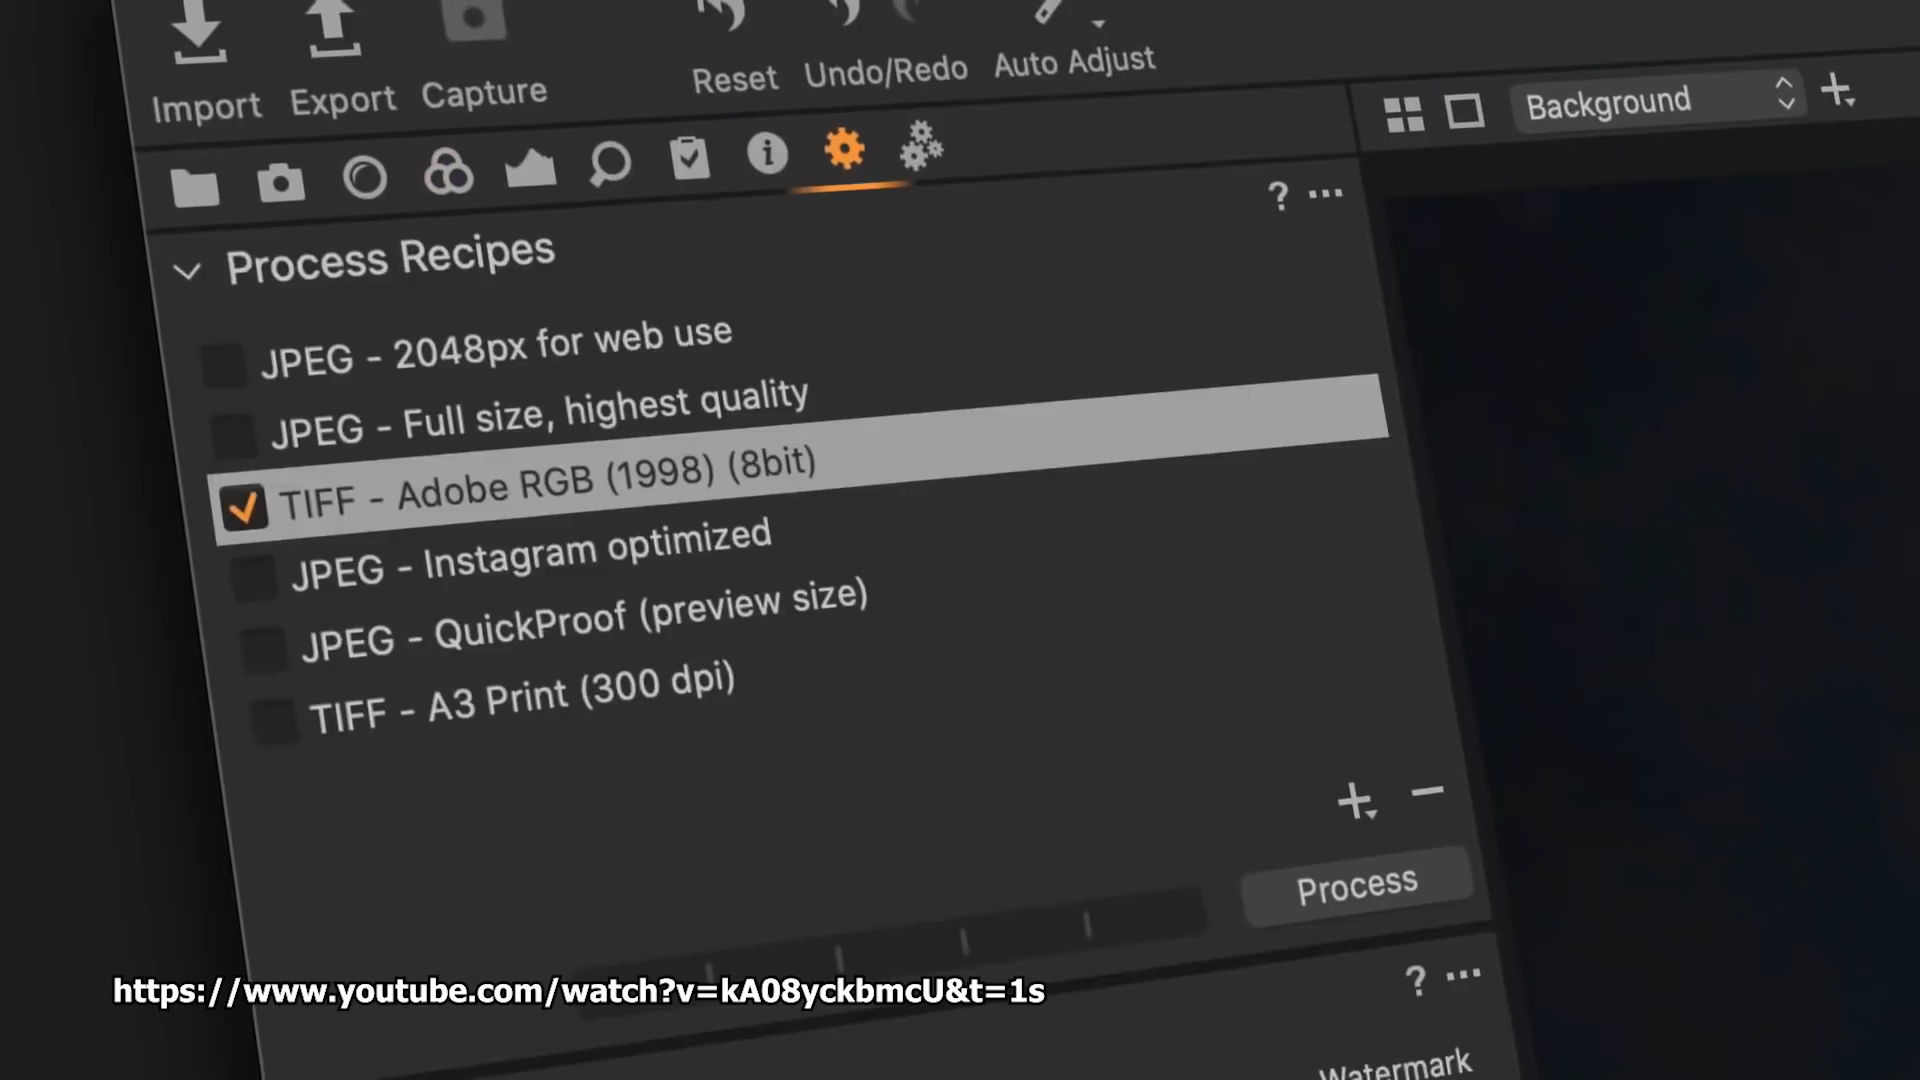 Import Export Capture Reset Undo/Redo Auto Adjust
Background
Process Recipes
JPEG - 2048px for web use
JPEG - Full size, highest quality
TIFF - Adobe RGB (1998) (8bit)
JPEG - Instagram optimized
JPEG - QuickProof (preview size)
TIFF - A3 Print (300 dpi)
Process
https://www.youtube.com/watch?v=kA08yckbmcU&t=1s
Watermark